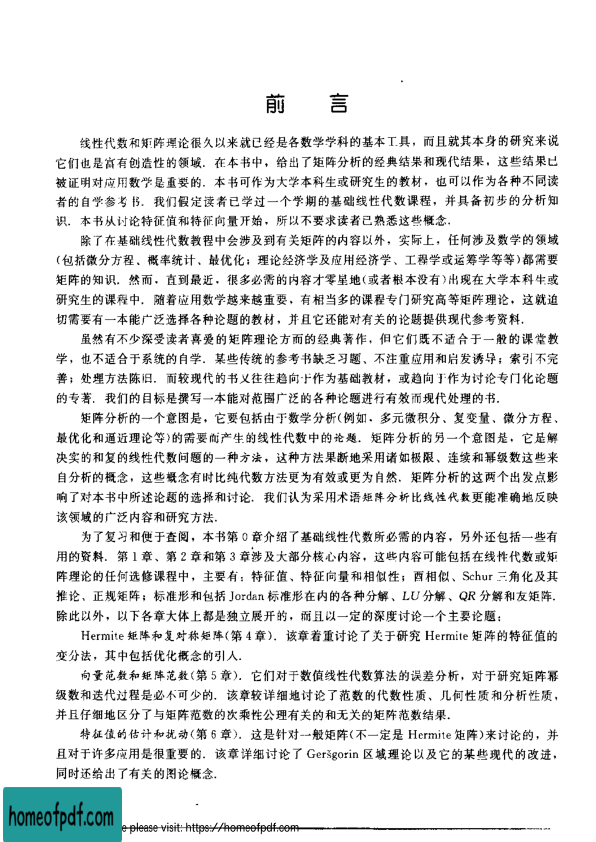 前 言
线性代数和矩阵理论很久以来就已经是各数学学科的基本工具，而且就其本身的研究来说
它们也是富有创造性的领域．在本书中，给出了矩阵分析的经典结果和现代结果，这些结果已
被证明对应用数学是重要的．本书可作为大学本科生或研究生的教材，也可以作为各种不同读
者的自学参考书．我们假定读者已学过一个学期的基础线性代数课程，并具备初步的分析知
识．本书从讨论特征值和特征向量开始，所以不要求读者已熟悉这些概念．
除了在基础线性代数教程中会涉及到有关矩阵的内容以外，实际上，任何涉及数学的领域
(包括微分方程、概率统计、最优化；理论经济学及应用经济学、工程学或运筹学等等)都需要
矩阵的知识．然而，直到最近，很多必需的内容才零星地(或者根本没有)出现在大学本科生或
研究生的课程中．随着应用数学越来越重要，有相当多的课程专门研究高等矩阵理论，这就迫
切需要有一本能广泛选择各种论题的教材，并且它还能对有关的论题提供现代参考资料．
虽然有不少深受读者喜爱的矩阵理论方面的经典著作，但它们既不适合于一般的课堂教
学，也不适合于系统的自学．某些传统的参考书缺乏习题、不注重应用和启发诱导；索引不完
善；处理方法陈旧．而较现代的书又往往趋向于作为基础教材，或趋向于作为讨论专门化论题
的专著．我们的目标是撰写一本能对范围广泛的各种论题进行有效而现代处理的书．
矩阵分析的一个意图是，它要包括由于数学分析(例如，多元微积分、复变量、微分方程、
最优化和逼近理论等)的需要而产生的线性代数中的论题．矩阵分析的另一个意图是，它是解
决实的和复的线性代数问题的一种方法，这种方法果断地采用诸如极限、连续和幂级数这些来
自分析的概念，这些概念有时比纯代数方法更为有效或更为自然．矩阵分析的这两个出发点影
响了对本书中所述论题的选择和讨论．我们认为采用术语矩阵分析比线性代数更能准确地反映
该领域的广泛内容和研究方法．
为了复习和便于查阅，本书第 0 章介绍了基础线性代数所必需的内容，另外还包括一些有
用的资料．第 1 章、第 2 章和第 3 章涉及大部分核心内容，这些内容可能包括在线性代数或矩
阵理论的任何选修课程中，主要有：特征值、特征向量和相似性；酉相似、Schur 三角化及其
推论、正规矩阵；标准形和包括 Jordan 标准形在内的各种分解、LU 分解、QR 分解和友矩阵．
除此以外，以下各章大体上都是独立展开的，而且以一定的深度讨论一个主要论题：
Hermite 矩阵和复对称矩阵(第 4 章)．该章着重讨论了关于研究 Hermite 矩阵的特征值的
变分法，其中包括优化概念的引入．
向量范数和矩阵范数(第 5 章)．它们对于数值线性代数算法的误差分析，对于研究矩阵幂
级数和迭代过程是必不可少的．该章较详细地讨论了范数的代数性质、几何性质和分析性质，
并且仔细地区分了与矩阵范数的次乘性公理有关的和无关的矩阵范数结果．
特征值的估计和扰动(第 6 章)．这是针对一般矩阵(不一定是 Hermite 矩阵)来讨论的，并
且对于许多应用是很重要的．该章详细讨论了 Geršgorin 区域理论以及它的某些现代的改进，
同时还给出了有关的图论概念．
homeofpdf.com
e please visit: https://homeofpdf.com